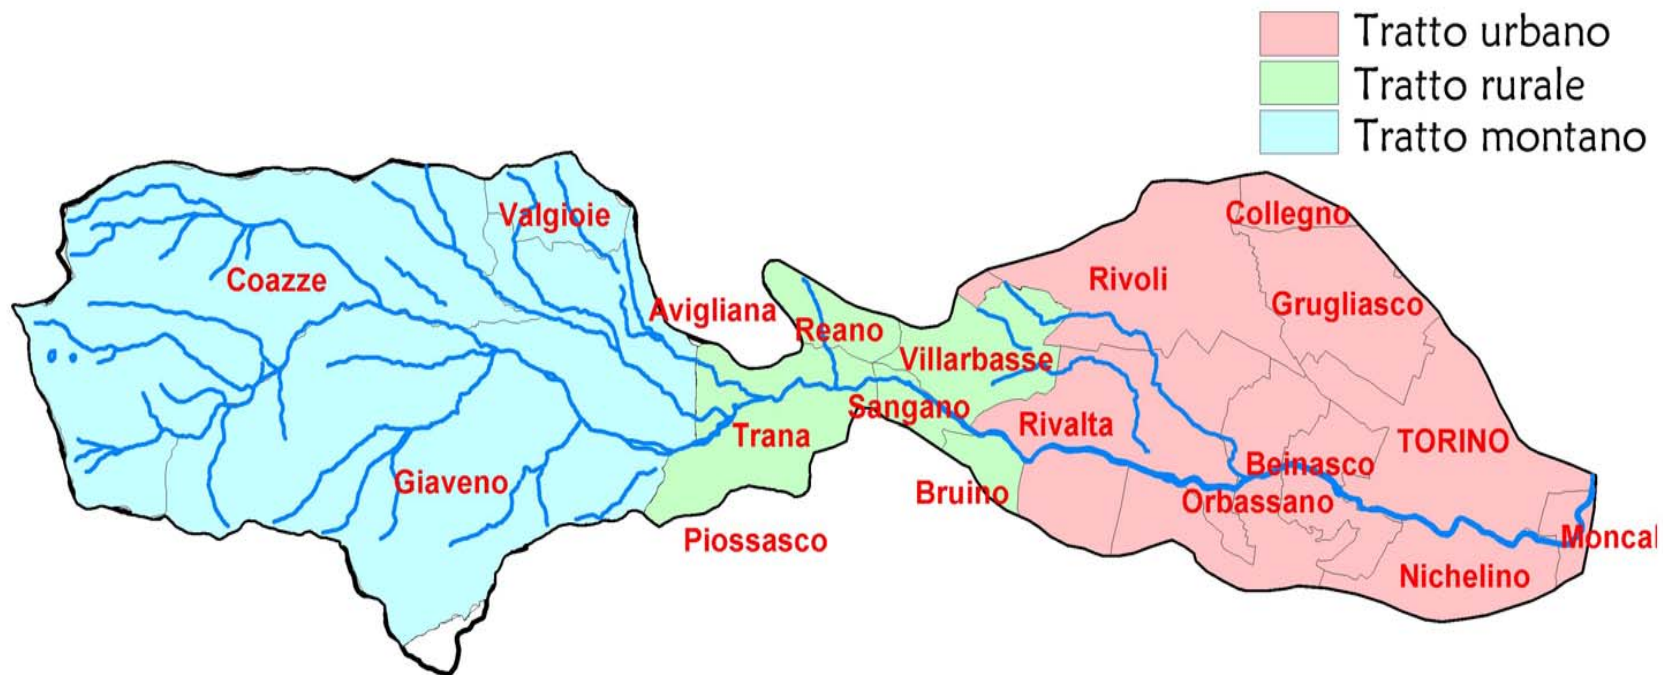 Tratto urbano
Tratto rurale
Tratto montano
Valgioie
Collegno
Coazze
Rivoli
Avigliana
Grugliasco
Reano
Villarbasse
Sangano
Trana
Rivalta
TORINO
Beinasco
Giaveno
Bruino
Orbassano
Piossasco
Moncal
Nichelino